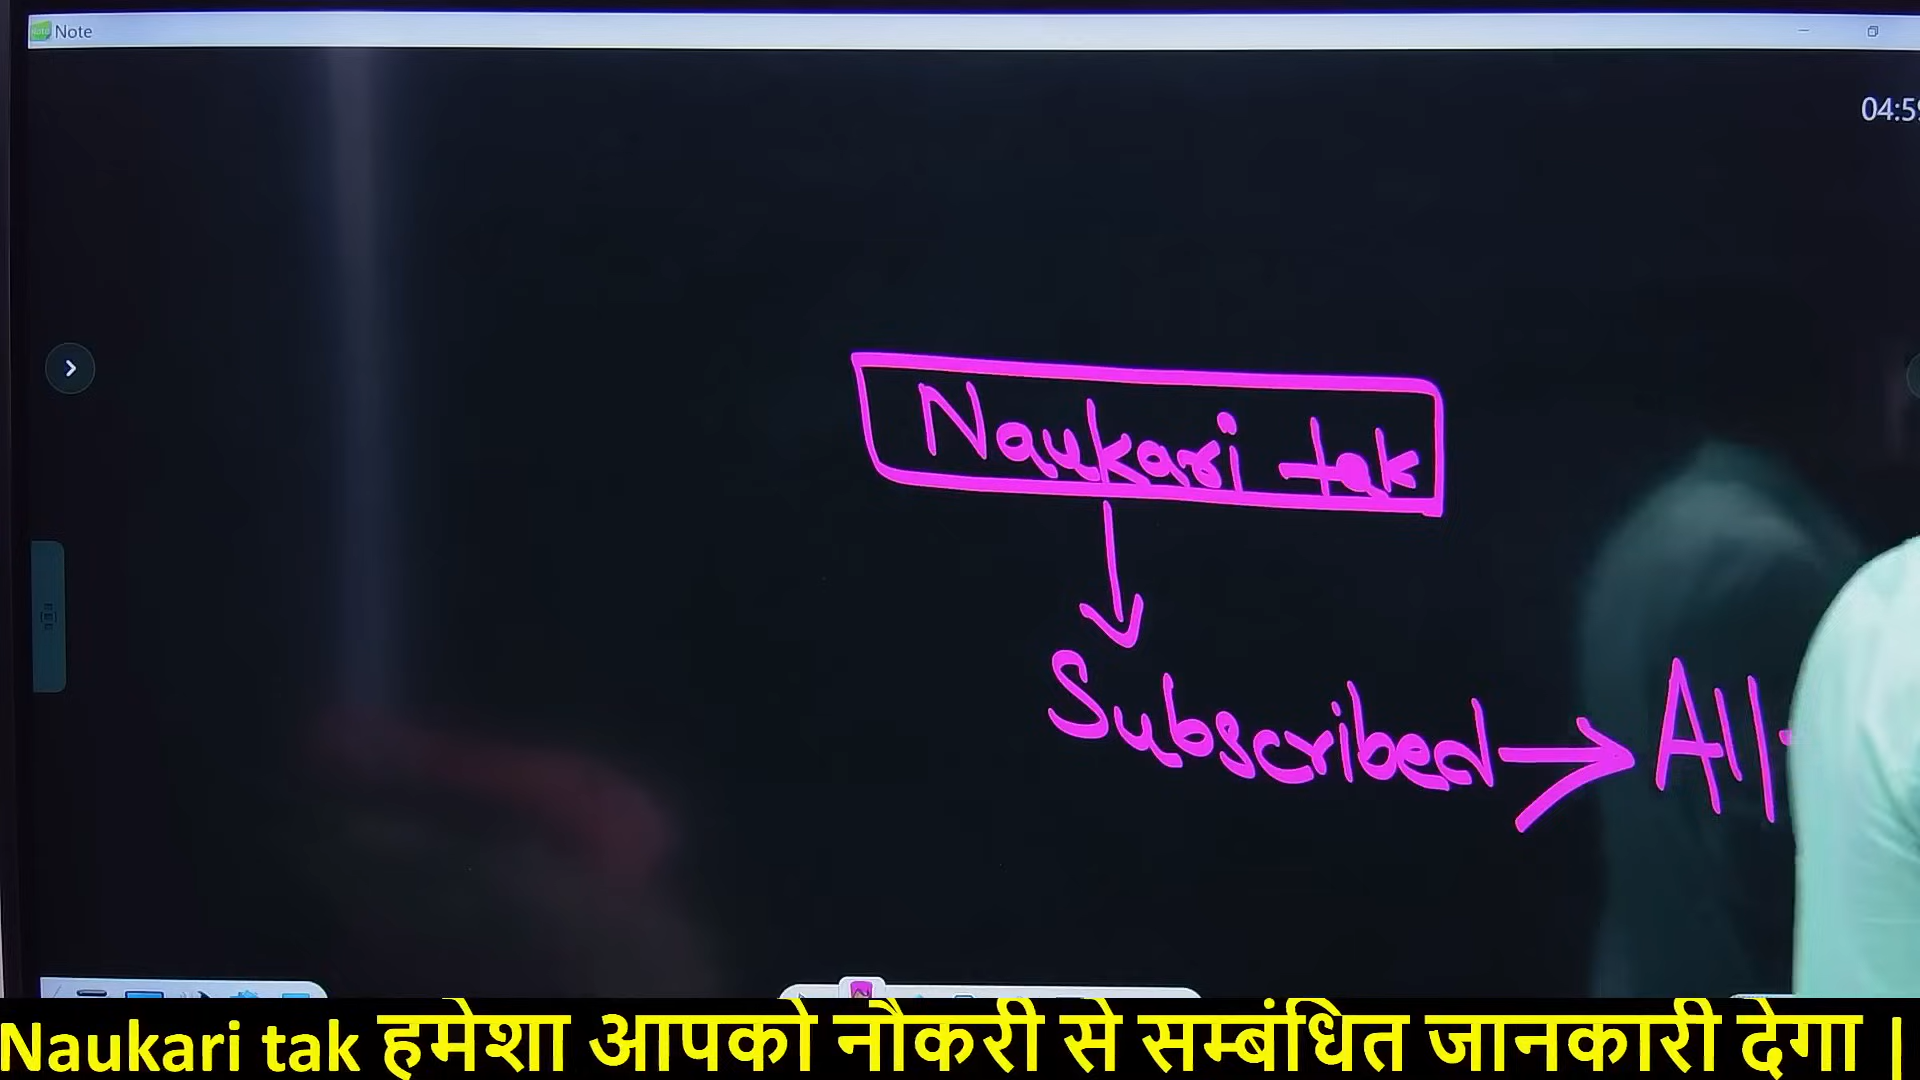 Note
04:5
Naukari tak
Subscribed → All
Naukari tak हमेशा आपको नौकरी से सम्बंधित जानकारी देगा |